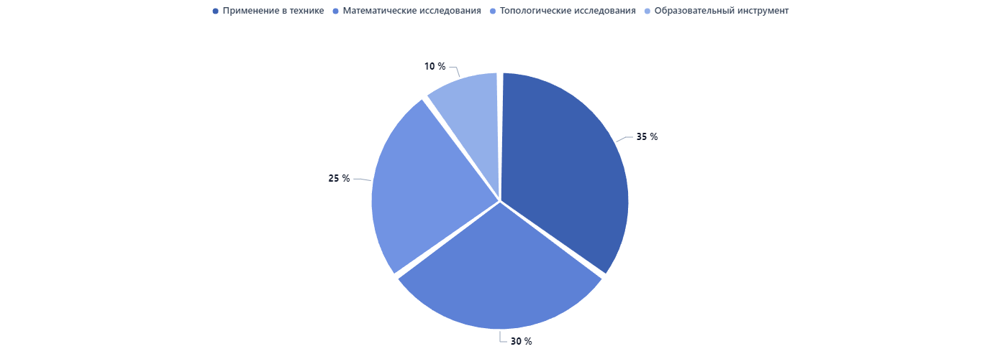 Применение в технике Математические исследования Топологические исследования Образовательный инструмент
10 %
35 %
25 %
30 %